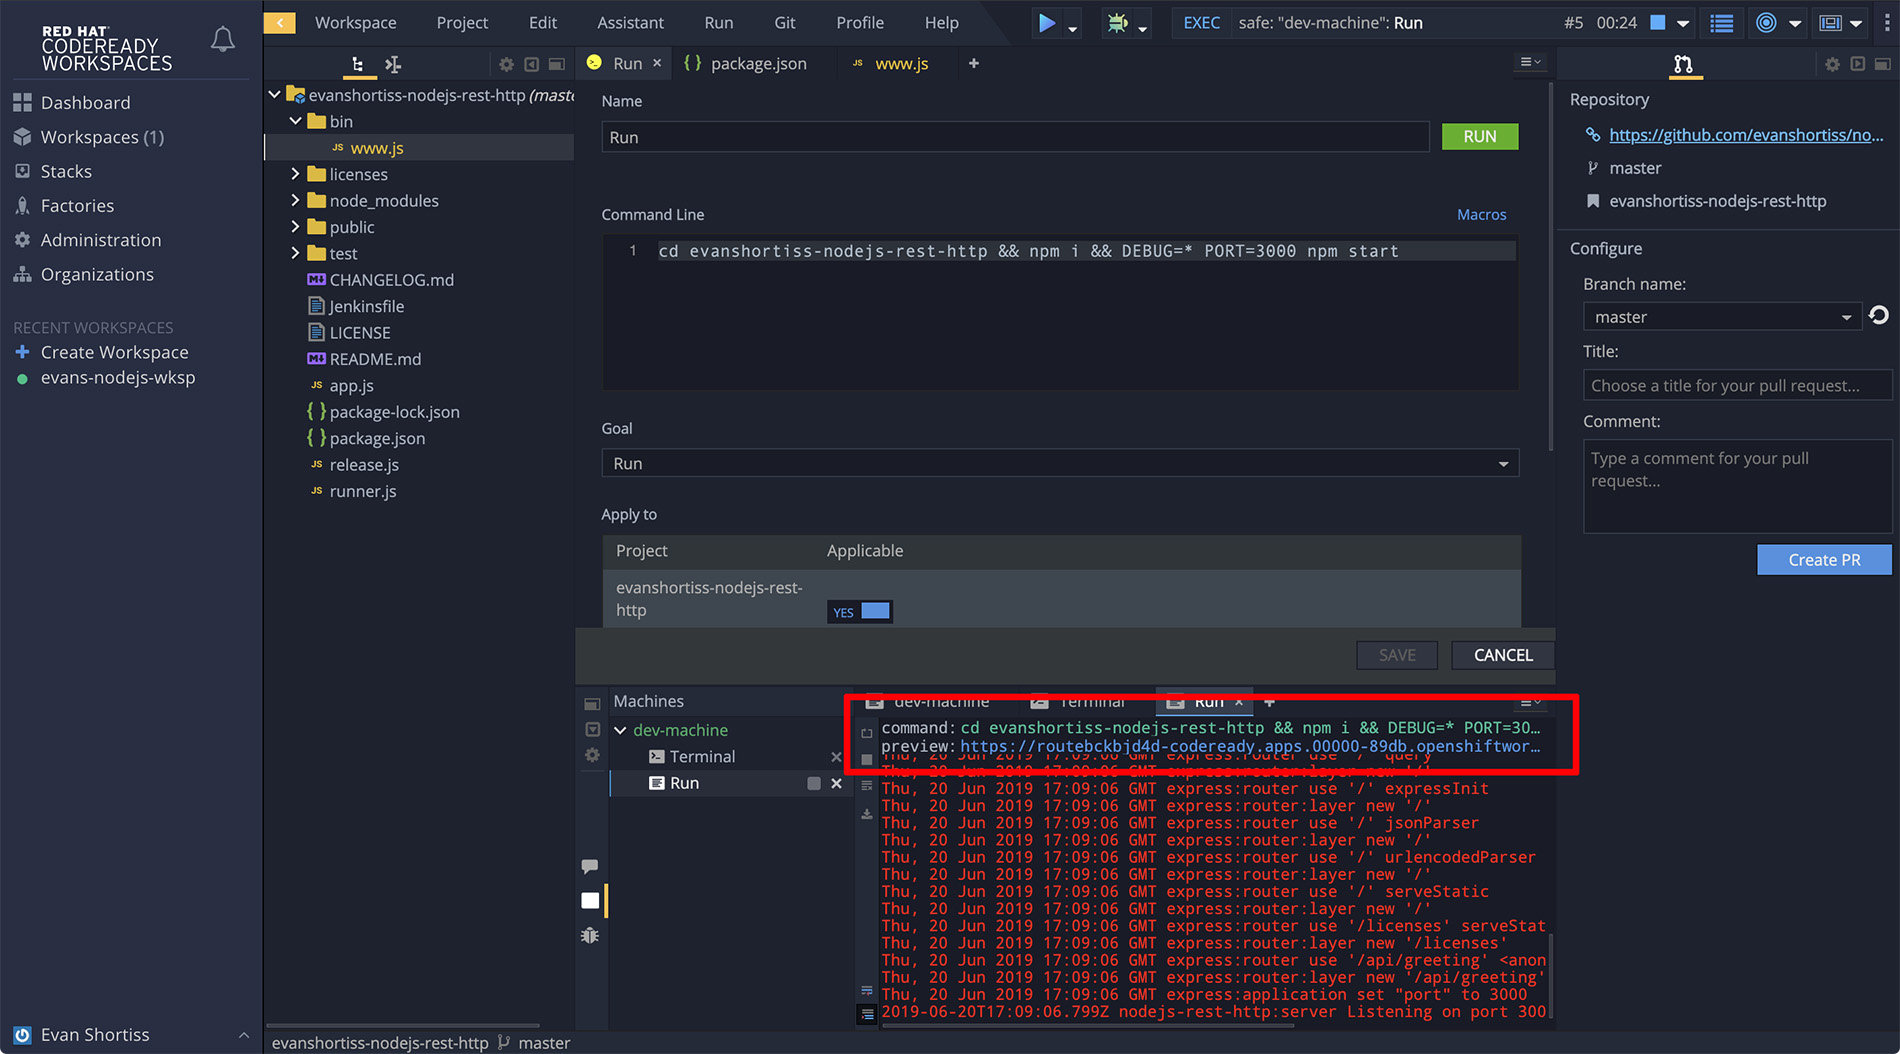 RED HAT
CODEREADY
WORKSPACES
Dashboard
Workspaces (1)
Stacks
Factories
Administration
Organizations
RECENT WORKSPACES
Create Workspace
evans-nodejs-wksp
Evan Shortiss
Workspace Project Edit Assistant Run Git Profile Help
EXEC safe: "dev-machine": Run
#5 00:24
evanshortiss-nodejs-rest-http (maste
bin
JS www.js
licenses
node_modules
public
test
CHANGELOG.md
Jenkinsfile
LICENSE
README.md
JS app.js
{ } package-lock.json
{ } package.json
JS release.js
JS runner.js
Run × { } package.json JS www.js +
Name
Run
RUN
Command Line
Macros
1 cd evanshortiss-nodejs-rest-http && npm i && DEBUG=* PORT=3000 npm start
Goal
Run
Apply to
Project Applicable
evanshortiss-nodejs-rest-
http
YES
SAVE CANCEL
Repository
https://github.com/evanshortiss/no...
master
evanshortiss-nodejs-rest-http
Configure
Branch name:
master
Title:
Choose a title for your pull request...
Comment:
Type a comment for your pull
request...
Create PR
Machines
dev-machine
Terminal
Run
dev-machine Terminal Run × +
command: cd evanshortiss-nodejs-rest-http && npm i && DEBUG=* PORT=30...
preview: https://routebckbjd4d-codeready.apps.00000-89db.openshiftwor...
Thu, 20 Jun 2019 17:09:06 GMT express:router use '/' query
Thu, 20 Jun 2019 17:09:06 GMT express:router:layer new '/'
Thu, 20 Jun 2019 17:09:06 GMT express:router use '/' expressInit
Thu, 20 Jun 2019 17:09:06 GMT express:router:layer new '/'
Thu, 20 Jun 2019 17:09:06 GMT express:router use '/' jsonParser
Thu, 20 Jun 2019 17:09:06 GMT express:router:layer new '/'
Thu, 20 Jun 2019 17:09:06 GMT express:router use '/' urlencodedParser
Thu, 20 Jun 2019 17:09:06 GMT express:router:layer new '/'
Thu, 20 Jun 2019 17:09:06 GMT express:router use '/' serveStatic
Thu, 20 Jun 2019 17:09:06 GMT express:router:layer new '/'
Thu, 20 Jun 2019 17:09:06 GMT express:router use '/licenses' serveStat
Thu, 20 Jun 2019 17:09:06 GMT express:router:layer new '/licenses'
Thu, 20 Jun 2019 17:09:06 GMT express:router use '/api/greeting' <anon
Thu, 20 Jun 2019 17:09:06 GMT express:router:layer new '/api/greeting'
Thu, 20 Jun 2019 17:09:06 GMT express:application set "port" to 3000
2019-06-20T17:09:06.799Z nodejs-rest-http:server Listening on port 300
evanshortiss-nodejs-rest-http master